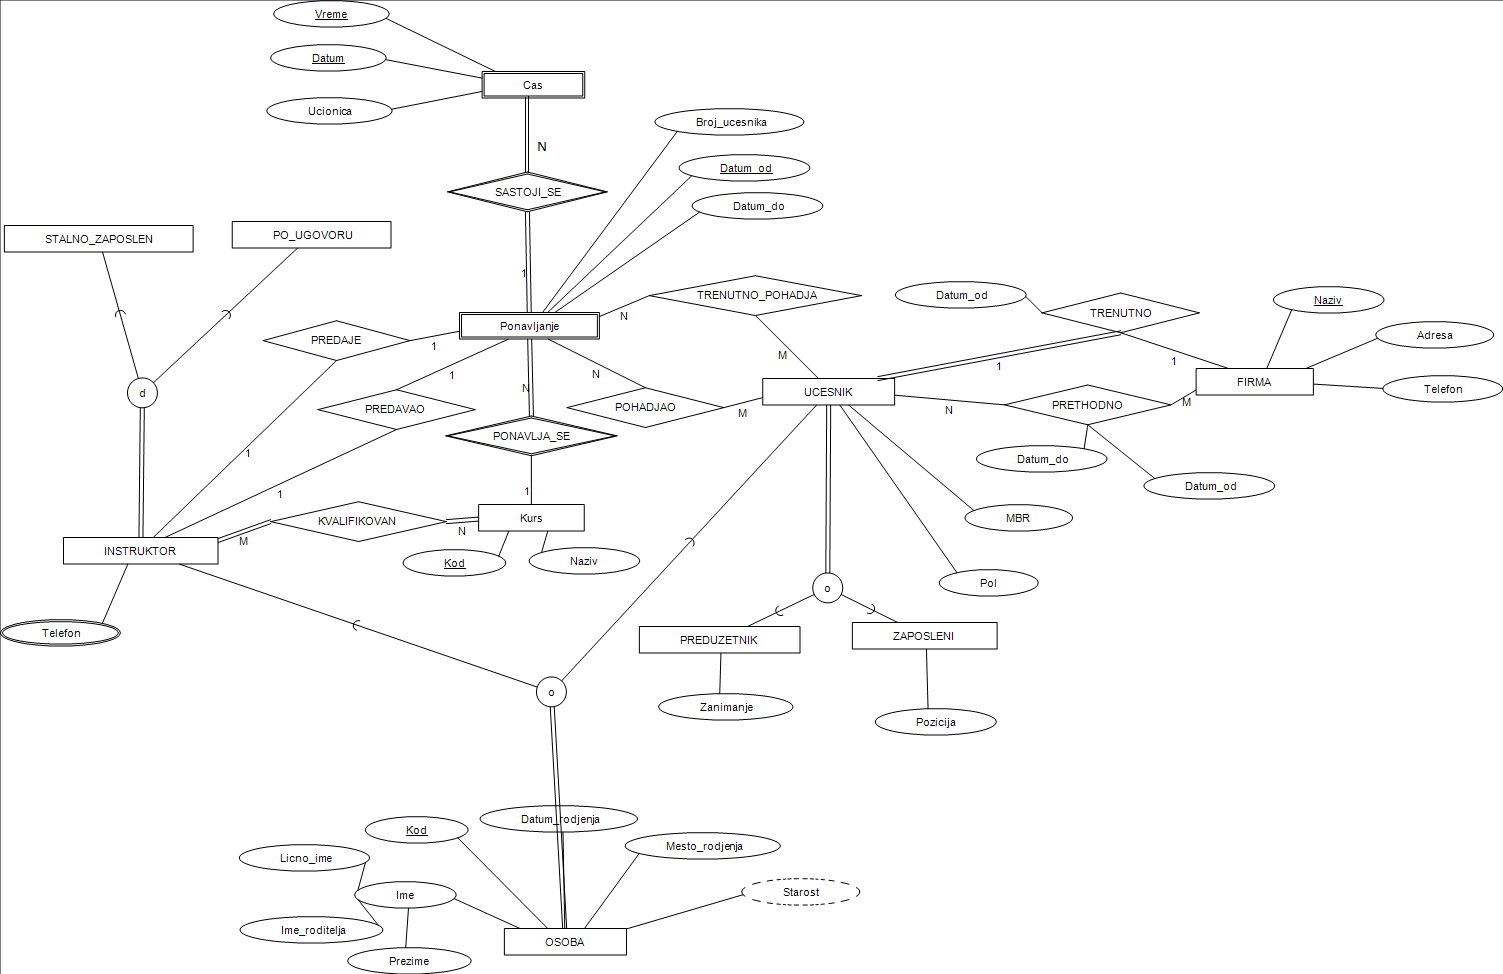 Vreme
Datum
Cas
Ucionica
Broj_ucesnika
N
Datum_od
SASTOJI_SE
Datum_do
STALNO_ZAPOSLEN
PO_UGOVORU
1
TRENUTNO_POHADJA
Datum_od
Naziv
N
TRENUTNO
Ponavljanje
Adresa
PREDAJE
1
M
1
1
1
N
N
FIRMA
Telefon
d
UCESNIK
PREDAVAO
POHADJAO
M
N
PRETHODNO
M
PONAVLJA_SE
1
Datum_do
Datum_od
1
1
KVALIFIKOVAN
Kurs
MBR
N
M
INSTRUKTOR
Kod
Naziv
Pol
o
Telefon
PREDUZETNIK
ZAPOSLENI
o
Zanimanje
Pozicija
Datum_rodjenja
Kod
Mesto_rodjenja
Licno_ime
Ime
Starost
Ime_roditelja
OSOBA
Prezime